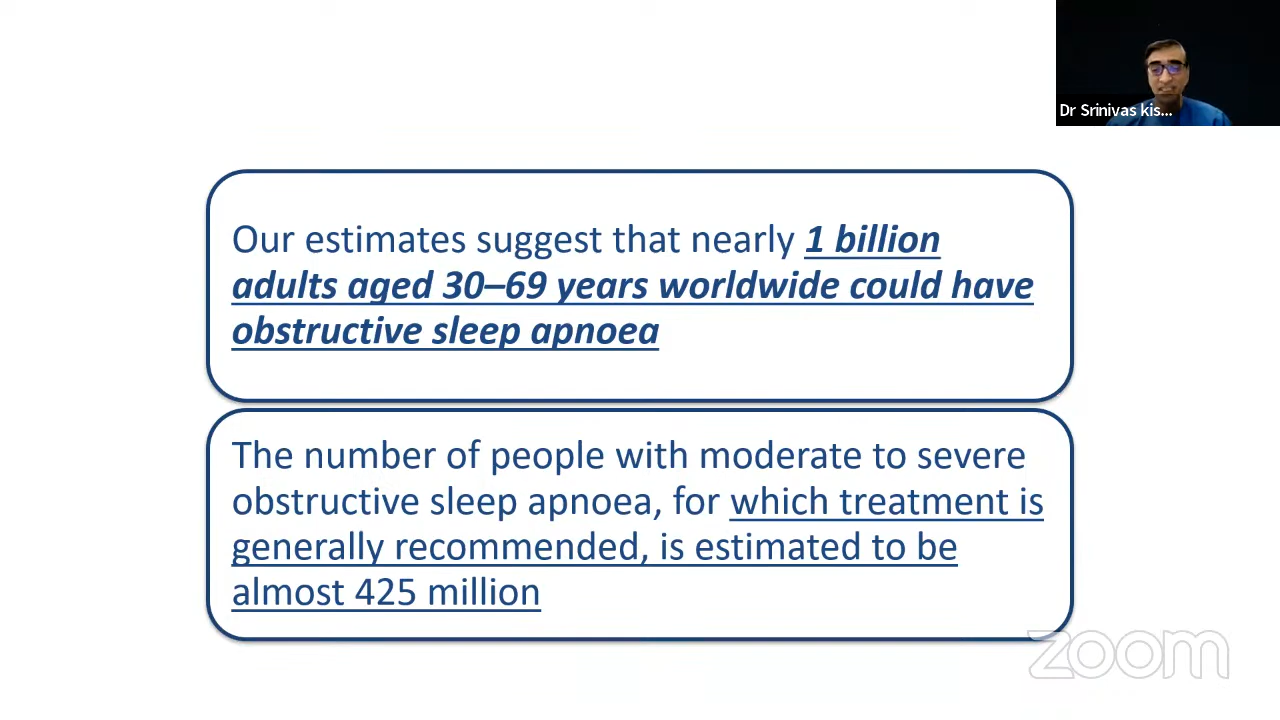 Dr Srinivas kis...
Our estimates suggest that nearly 1 billion
adults aged 30–69 years worldwide could have
obstructive sleep apnoea
The number of people with moderate to severe
obstructive sleep apnoea, for which treatment is
generally recommended, is estimated to be
almost 425 million
zoom